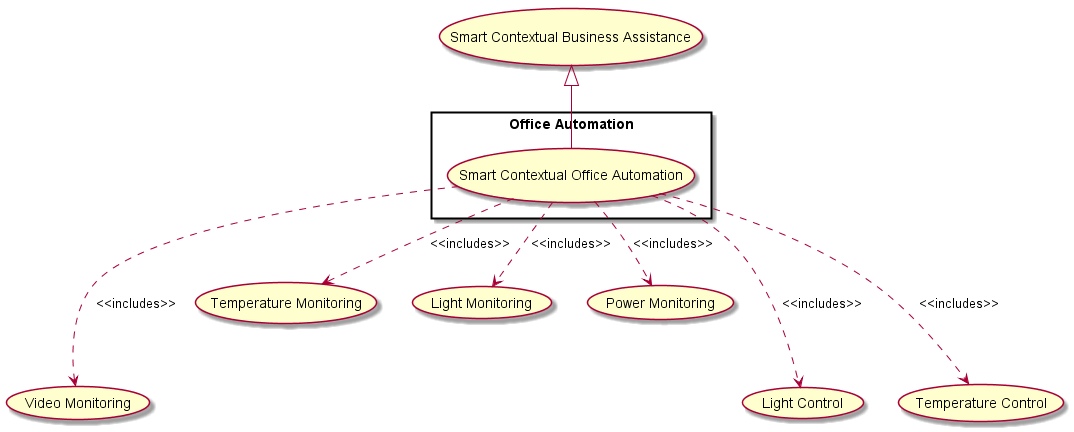 Smart Contextual Business Assistance
Office Automation
Smart Contextual Office Automation
<<includes>>
<<includes>>
<<includes>>
<<includes>>
<<includes>>
<<includes>>
Temperature Monitoring
Light Monitoring
Power Monitoring
Video Monitoring
Light Control
Temperature Control